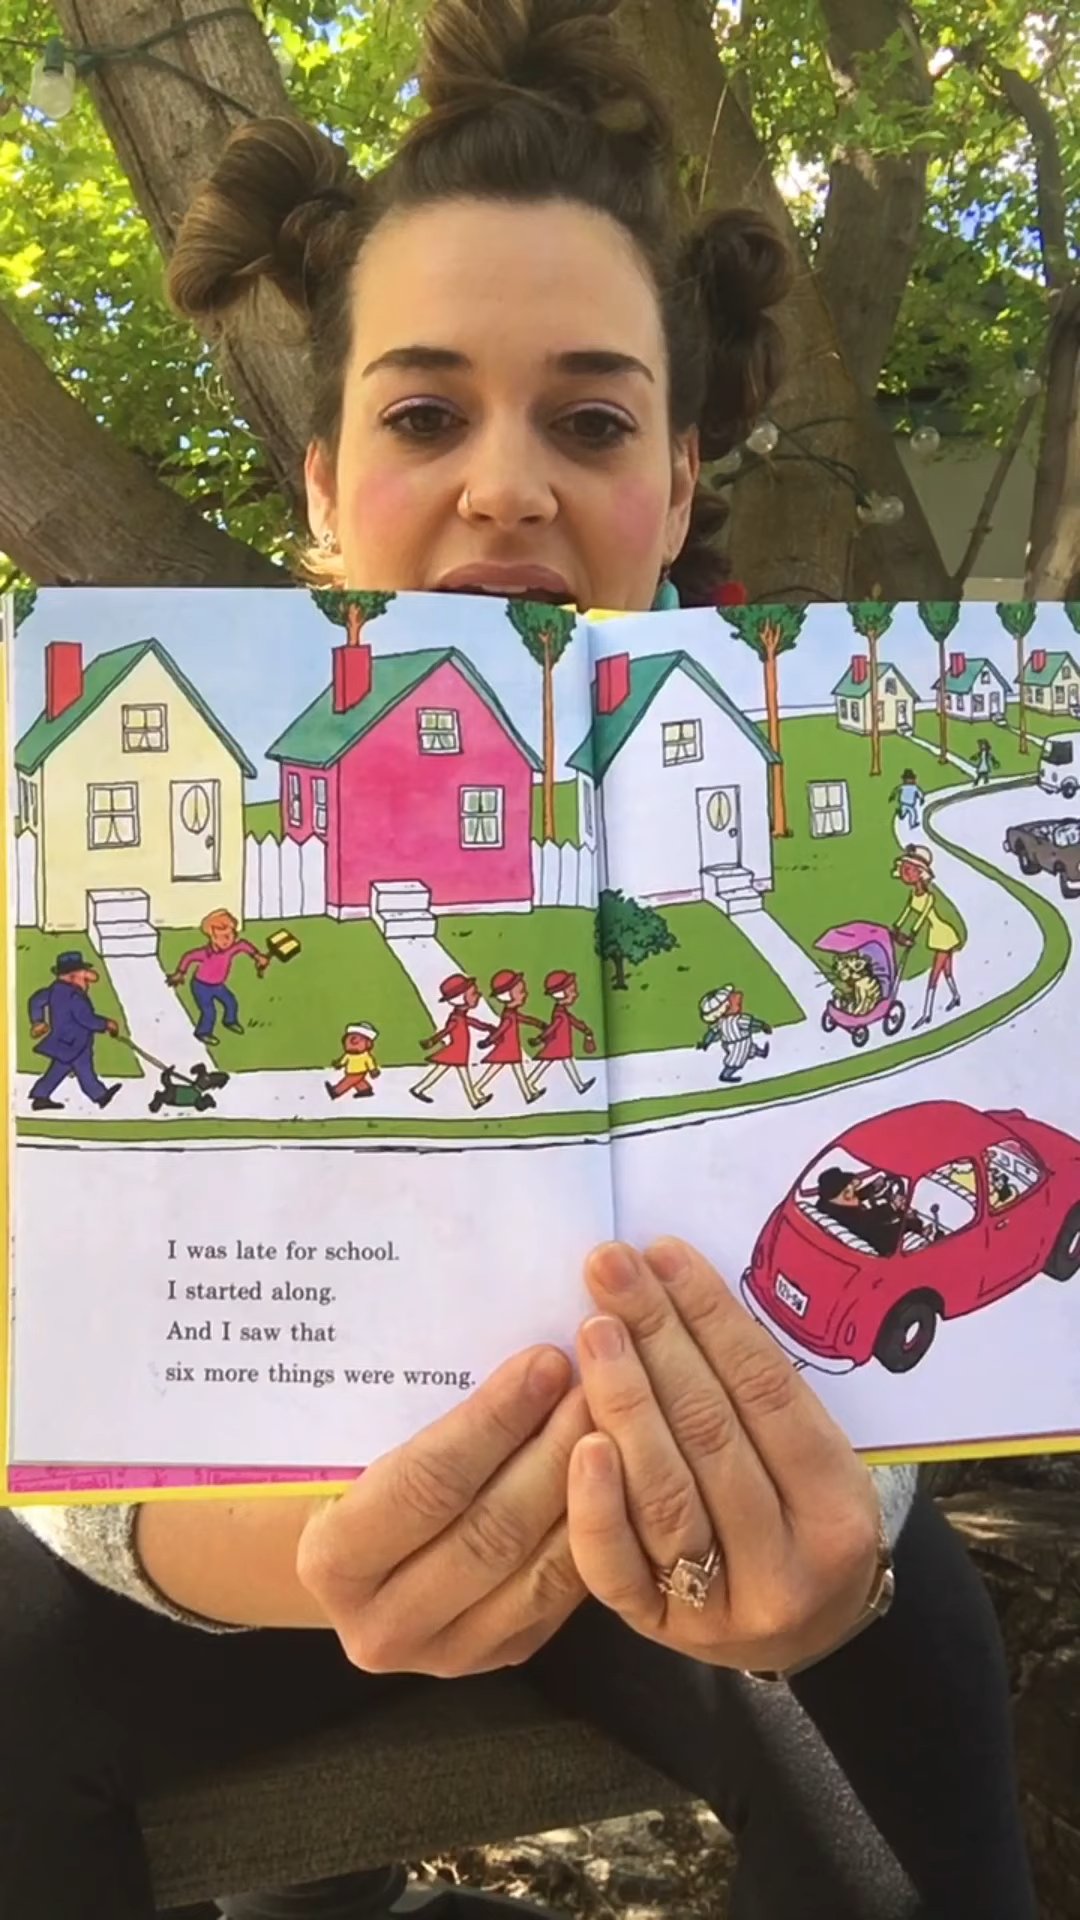 I was late for school.
I started along.
And I saw that
six more things were wrong.